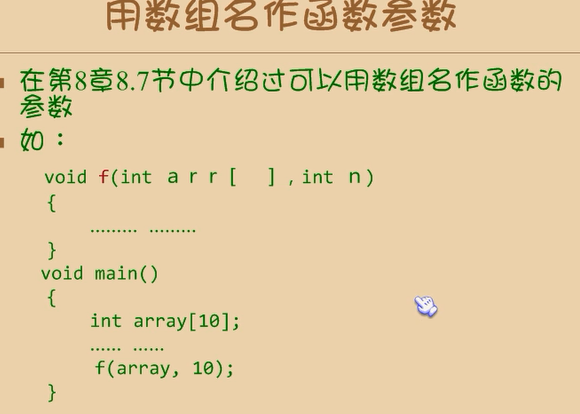 用数组名作函数参数
在第8章8.7节中介绍过可以用数组名作函数的
参数
如：
void f(int ａｒｒ[  ],int ｎ)
{
……… ………
}
void main()
{
int array[10];
…… ……
f(array, 10);
}